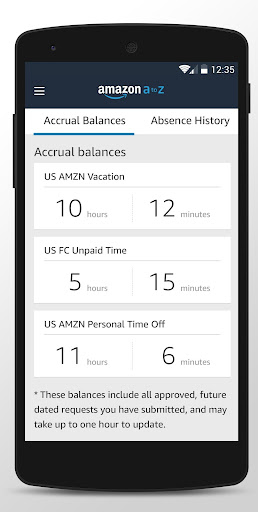 12:35
amazon a to z
Accrual Balances Absence History
Accrual balances
US AMZN Vacation
10 hours 12 minutes
US FC Unpaid Time
5 hours 15 minutes
US AMZN Personal Time Off
11 hours 6 minutes
* These balances include all approved, future
dated requests you have submitted, and may
take up to one hour to update.